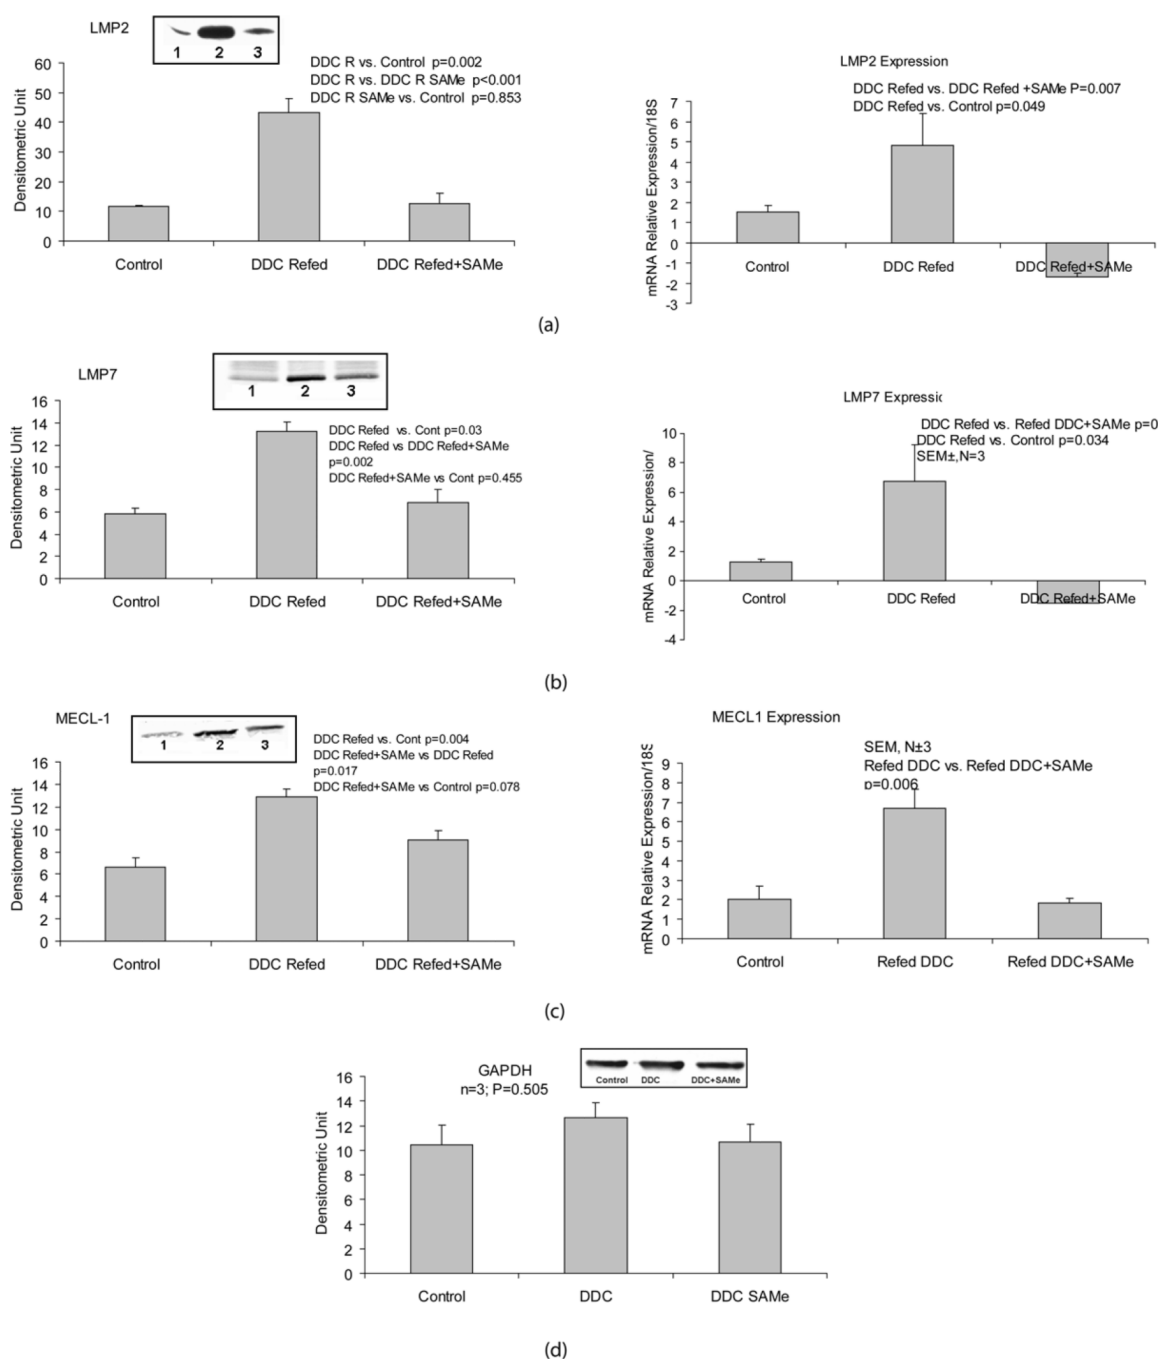 LMP2
1 2 3
DDC R vs. Control p=0.002
DDC R vs. DDC R SAMe p<0.001
DDC R SAMe vs. Control p=0.853
Densitometric Unit
60
50
40
30
20
10
0
Control DDC Refed DDC Refed+SAMe
LMP2 Expression
DDC Refed vs. DDC Refed +SAMe P=0.007
DDC Refed vs. Control p=0.049
mRNA Relative Expression/18S
7
6
5
4
3
2
1
0
-1
-2
-3
Control DDC Refed DDC Refed+SAMe
(a)
LMP7
1 2 3
DDC Refed vs. Cont p=0.03
DDC Refed vs DDC Refed+SAMe
p=0.002
DDC Refed+SAMe vs Cont p=0.455
Densitometric Unit
16
14
12
10
8
6
4
2
0
Control DDC Refed DDC Refed+SAMe
LMP7 Expressic
DDC Refed vs. Refed DDC+SAMe p=0
DDC Refed vs. Control p=0.034
SEM±,N=3
mRNA Relative Expression/
10
8
6
4
2
0
-2
-4
Control DDC Refed DDC Refed+SAMe
(b)
MECL-1
1 2 3
DDC Refed vs. Cont p=0.004
DDC Refed+SAMe vs DDC Refed
p=0.017
DDC Refed+SAMe vs Control p=0.078
Densitometric Unit
16
14
12
10
8
6
4
2
0
Control DDC Refed DDC Refed+SAMe
MECL1 Expression
SEM, N±3
Refed DDC vs. Refed DDC+SAMe
p=0.006
mRNA Relative Expression/18S
9
8
7
6
5
4
3
2
1
0
Control Refed DDC Refed DDC+SAMe
(c)
GAPDH
n=3; P=0.505
Control DDC DDC+SAMe
Densitometric Unit
16
14
12
10
8
6
4
2
0
Control DDC DDC SAMe
(d)